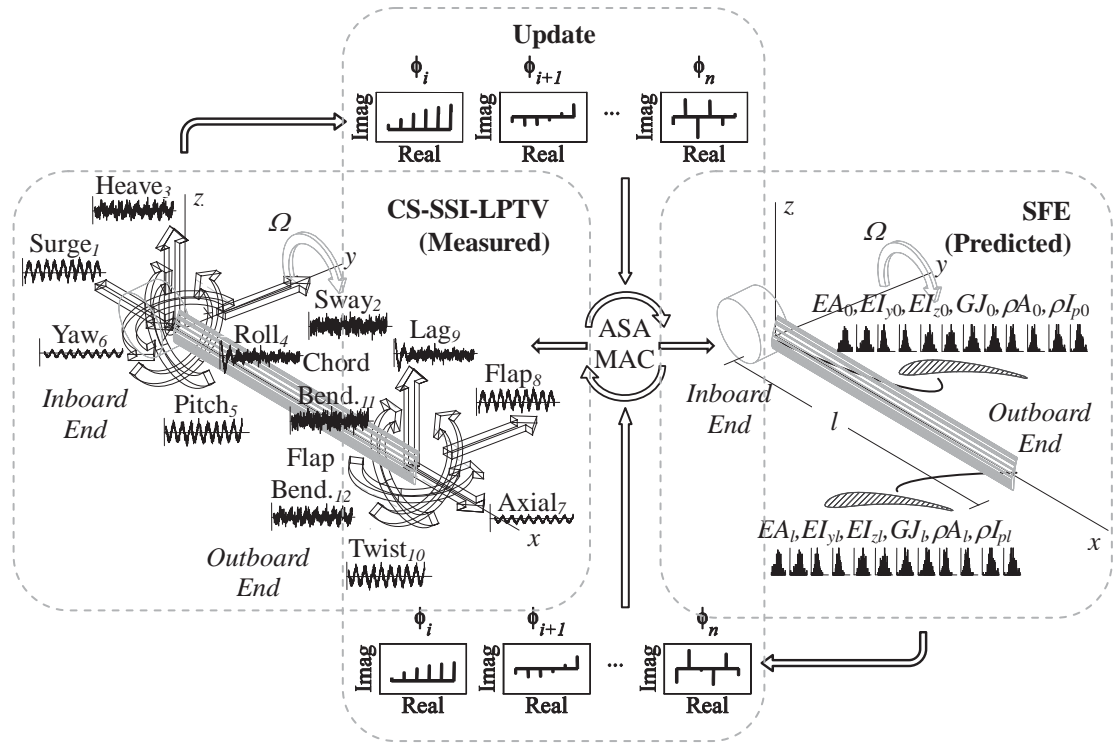 Update
ϕi ϕi+1 ϕn
Imag Imag ... Imag
Real Real Real
CS-SSI-LPTV
(Measured)
Heave3
z
Surge1
Ω
y
Sway2
Yaw6
Roll4
Lag9
Chord
Bend.11
Flap8
Inboard
End
Pitch5
Flap
Bend.12
Axial7
x
Outboard
End
Twist10
ASA
MAC
SFE
(Predicted)
z
Ω
y
EA0, EIy0, EIz0, GJ0, ρA0, ρIp0
Inboard
End
l
Outboard
End
EAl, EIyl, EIzl, GJl, ρAl, ρIpl
x
ϕi ϕi+1 ϕn
Imag Imag ... Imag
Real Real Real